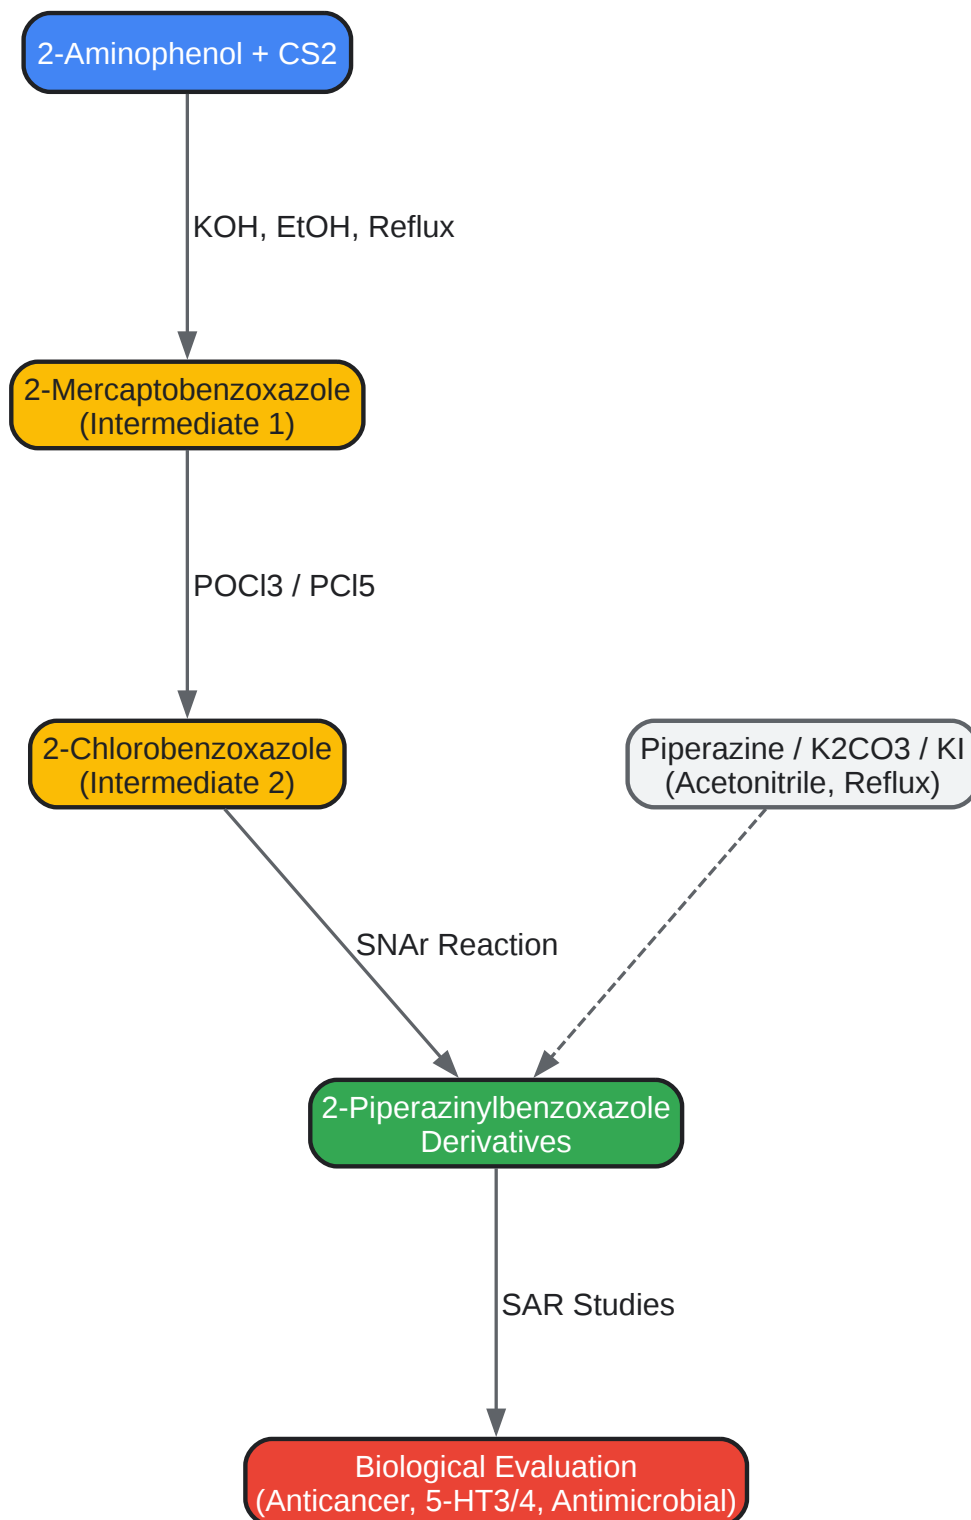 2-Aminophenol + CS2
KOH, EtOH, Reflux
2-Mercaptobenzoxazole
(Intermediate 1)
POCl3 / PCl5
2-Chlorobenzoxazole
(Intermediate 2)
Piperazine / K2CO3 / KI
(Acetonitrile, Reflux)
SNAr Reaction
2-Piperazinylbenzoxazole
Derivatives
SAR Studies
Biological Evaluation
(Anticancer, 5-HT3/4, Antimicrobial)